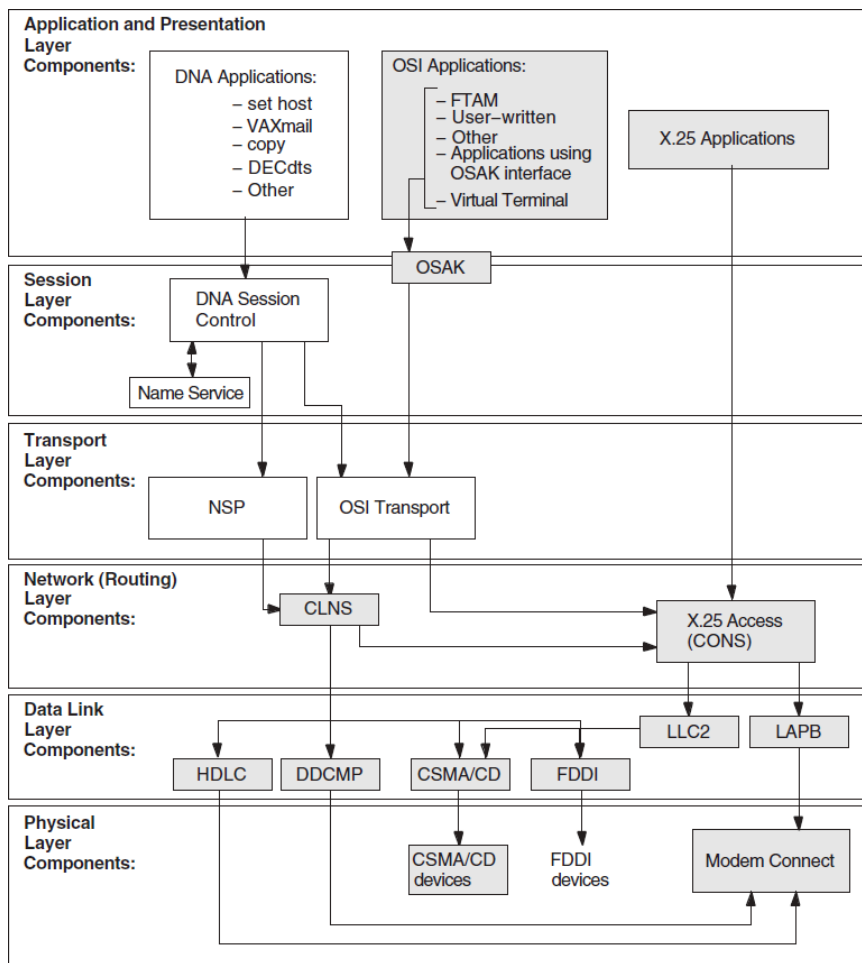 Application and Presentation
Layer
Components:
DNA Applications:
– set host
– VAXmail
– copy
– DECdts
– Other
OSI Applications:
– FTAM
– User–written
– Other
– Applications using
OSAK interface
– Virtual Terminal
X.25 Applications
OSAK
Session
Layer
Components:
DNA Session
Control
Name Service
Transport
Layer
Components:
NSP
OSI Transport
Network (Routing)
Layer
Components:
CLNS
X.25 Access
(CONS)
Data Link
Layer
Components:
LLC2
LAPB
HDLC
DDCMP
CSMA/CD
FDDI
Physical
Layer
Components:
CSMA/CD
devices
FDDI
devices
Modem Connect